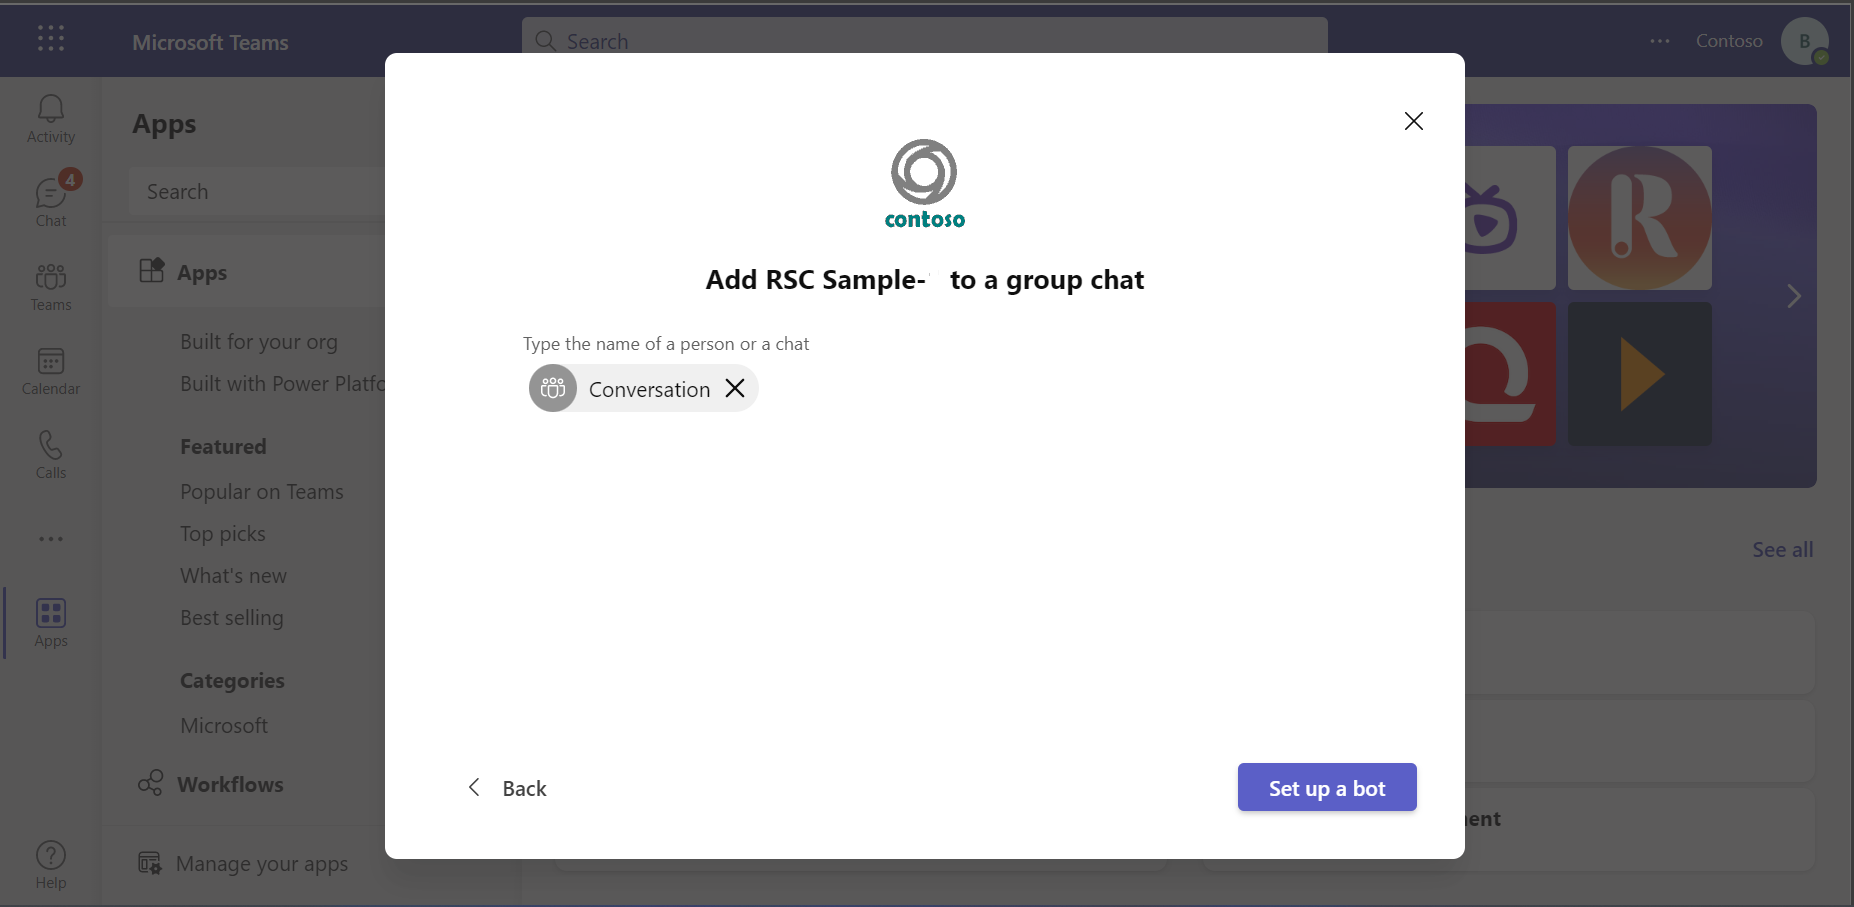 Microsoft Teams
Search
Contoso
B
Activity
4
Chat
Teams
Calendar
Calls
Apps
Help
Apps
Search
Apps
Built for your org
Built with Power Platfo
Featured
Popular on Teams
Top picks
What's new
Best selling
Categories
Microsoft
Workflows
Manage your apps
contoso
Add RSC Sample- to a group chat
Type the name of a person or a chat
Conversation
Back
Set up a bot
See all